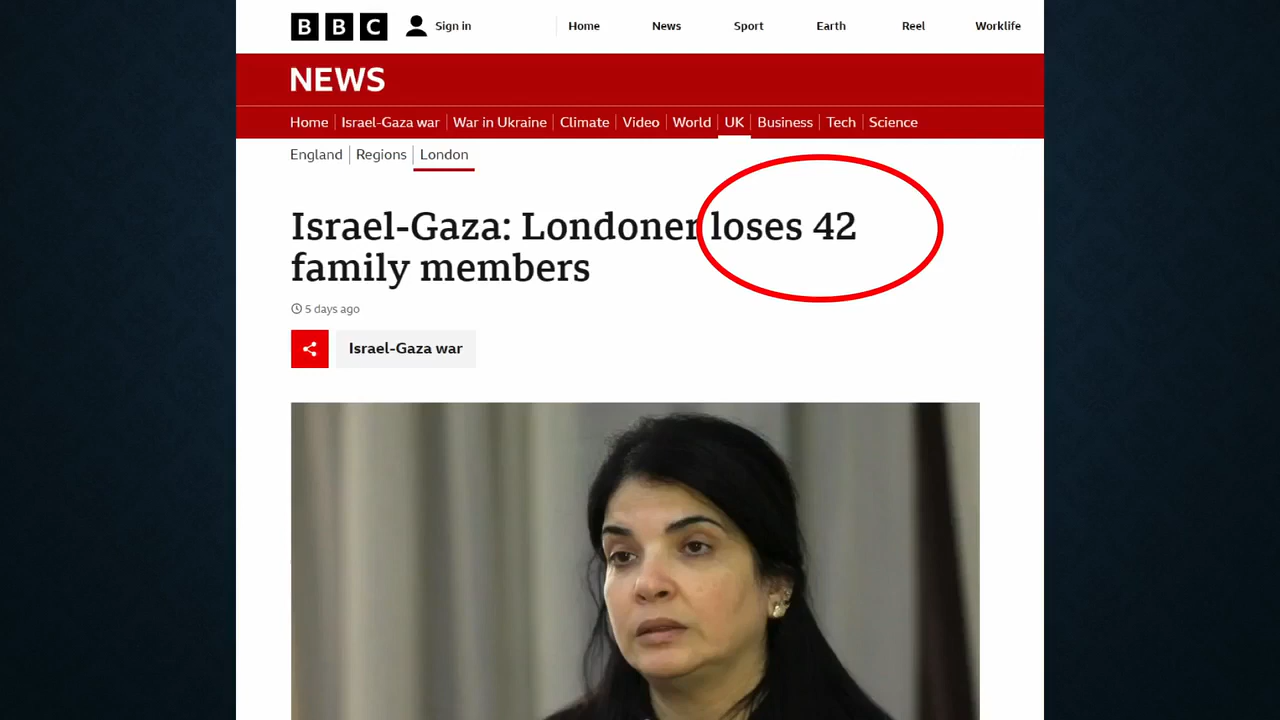 BBC Sign in Home News Sport Earth Reel Worklife
NEWS
Home Israel-Gaza war War in Ukraine Climate Video World UK Business Tech Science
England Regions London
Israel-Gaza: Londoner loses 42
family members
5 days ago
Israel-Gaza war